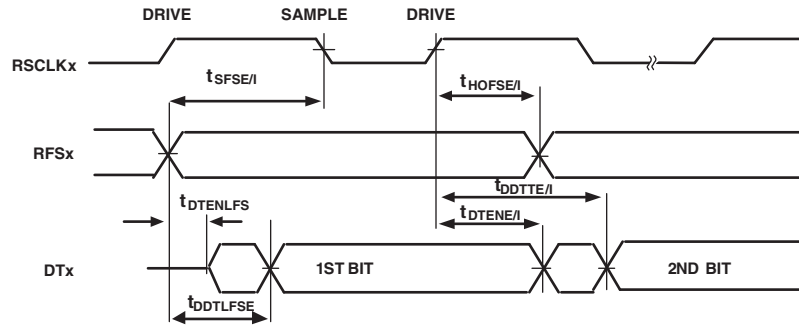 DRIVE SAMPLE DRIVE
RSCLKx
tSFSE/I tHOFSE/I
RFSx
tDDTTE/I
tDTENLFS tDTENE/I
DTx 1ST BIT 2ND BIT
tDDTLFSE